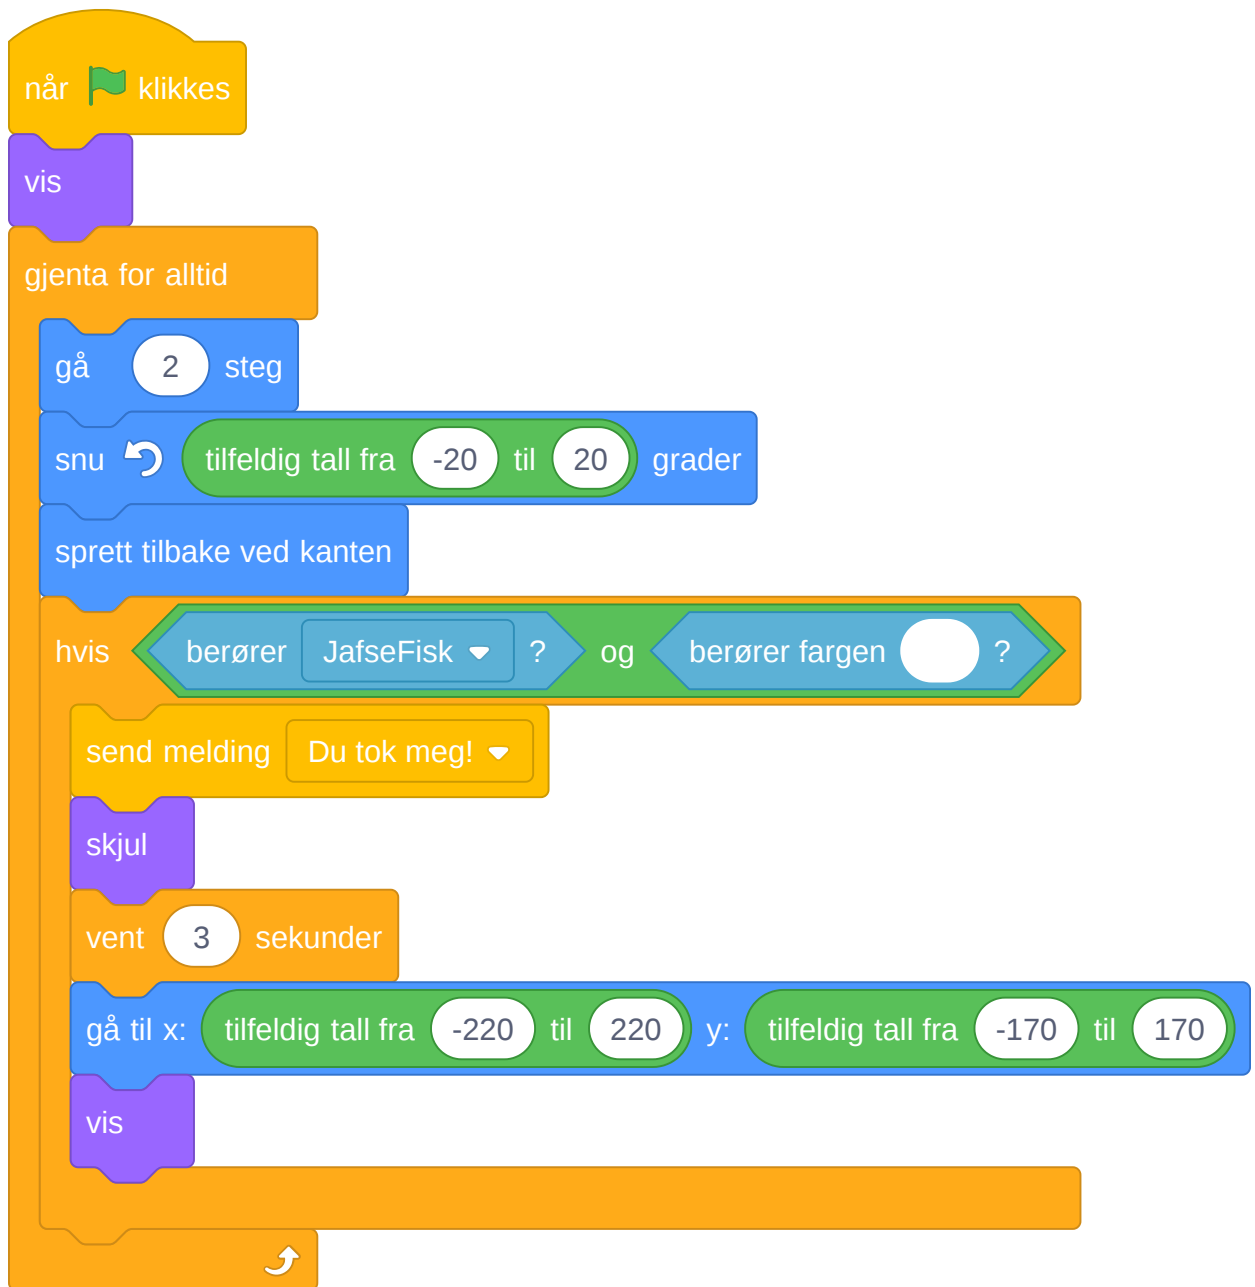 når klikkes
vis
gjenta for alltid
gå 2 steg
snu tilfeldig tall fra -20 til 20 grader
sprett tilbake ved kanten
hvis berører JafseFisk ? og berører fargen ?
send melding Du tok meg!
skjul
vent 3 sekunder
gå til x: tilfeldig tall fra -220 til 220 y: tilfeldig tall fra -170 til 170
vis